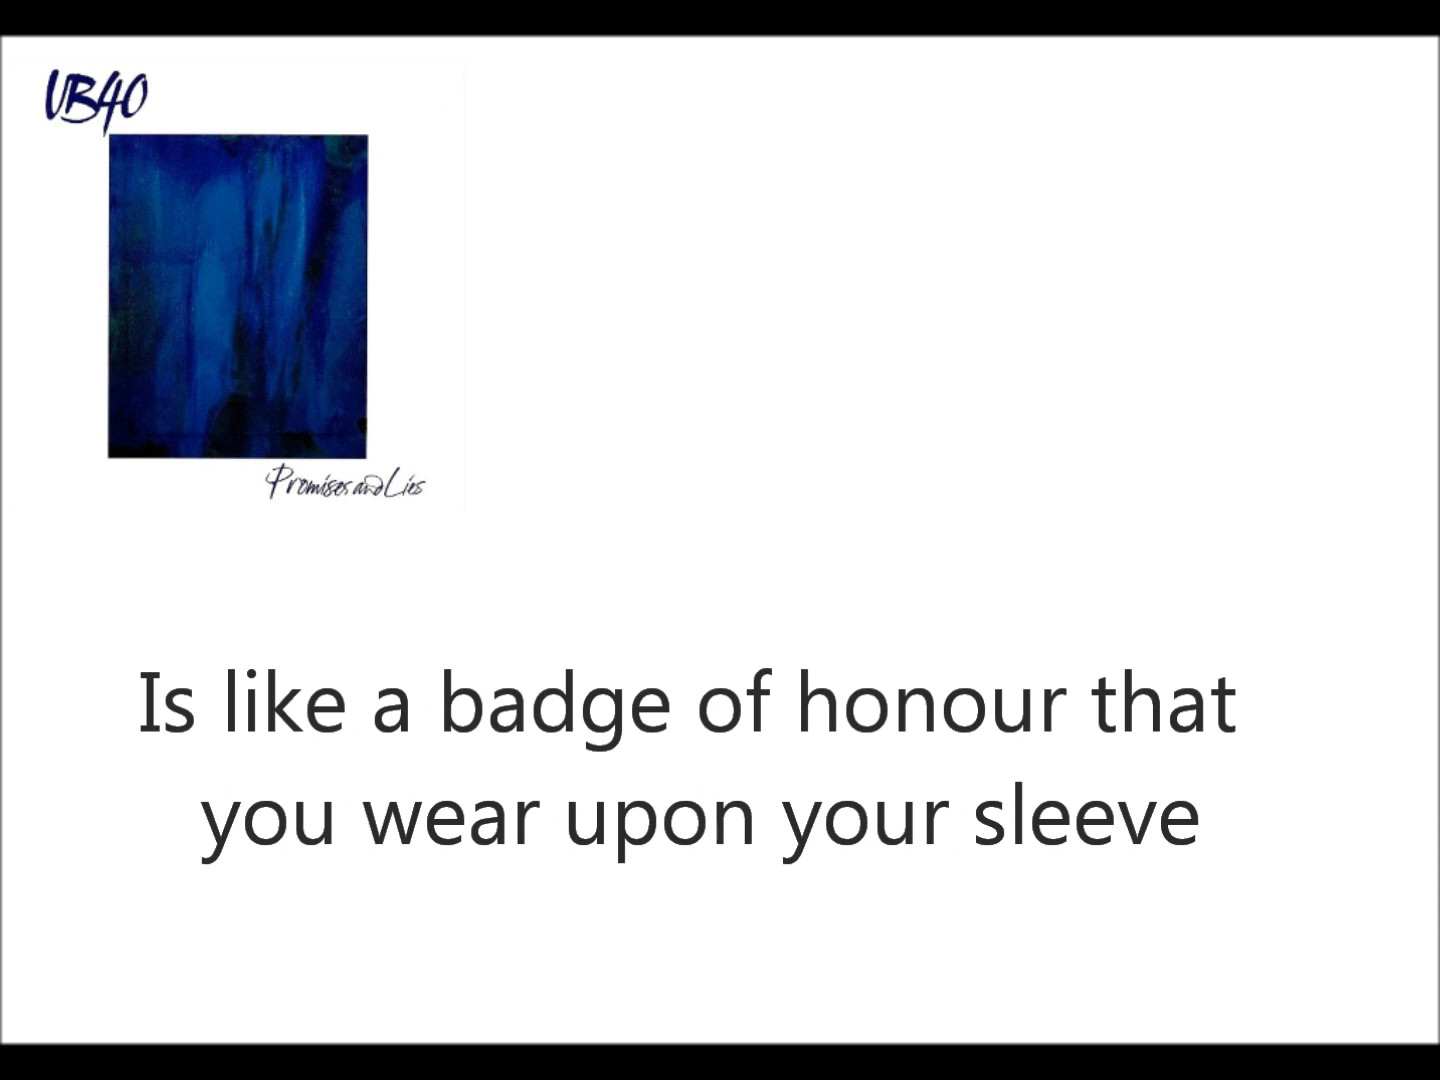 UB40
Promises and Lies
Is like a badge of honour that
you wear upon your sleeve